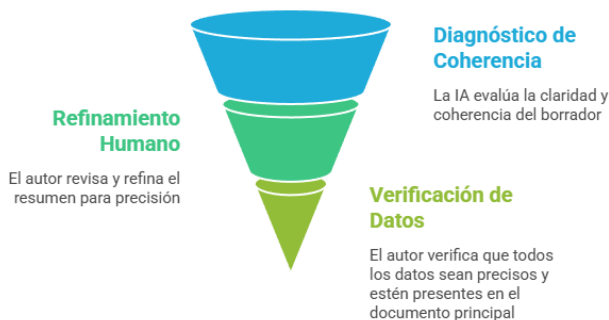 Diagnóstico de
Coherencia
La IA evalúa la claridad y
coherencia del borrador
Refinamiento
Humano
El autor revisa y refina el
resumen para precisión
Verificación de
Datos
El autor verifica que todos
los datos sean precisos y
estén presentes en el
documento principal